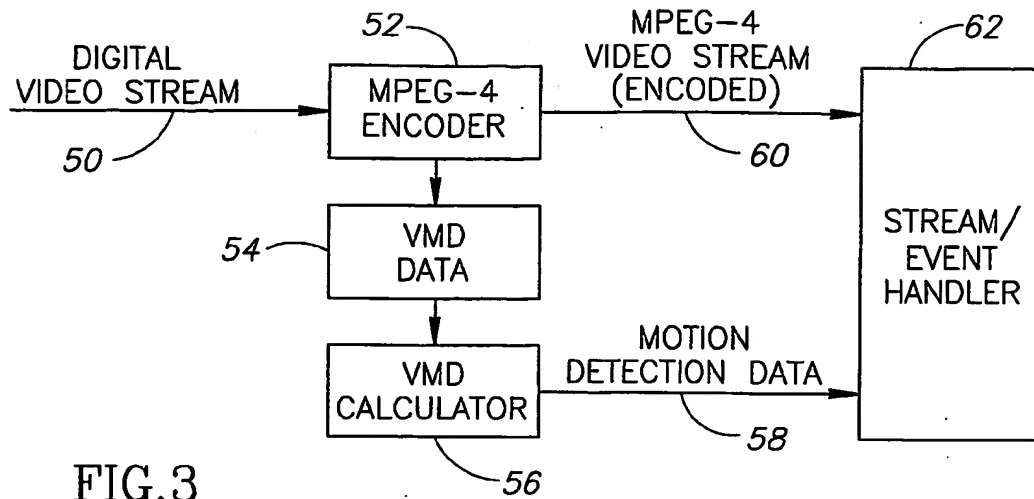 DIGITAL
VIDEO STREAM
50
52
MPEG-4
ENCODER
MPEG-4
VIDEO STREAM
(ENCODED)
60
62
STREAM/
EVENT
HANDLER
54
VMD
DATA
VMD
CALCULATOR
56
MOTION
DETECTION DATA
58
FIG.3